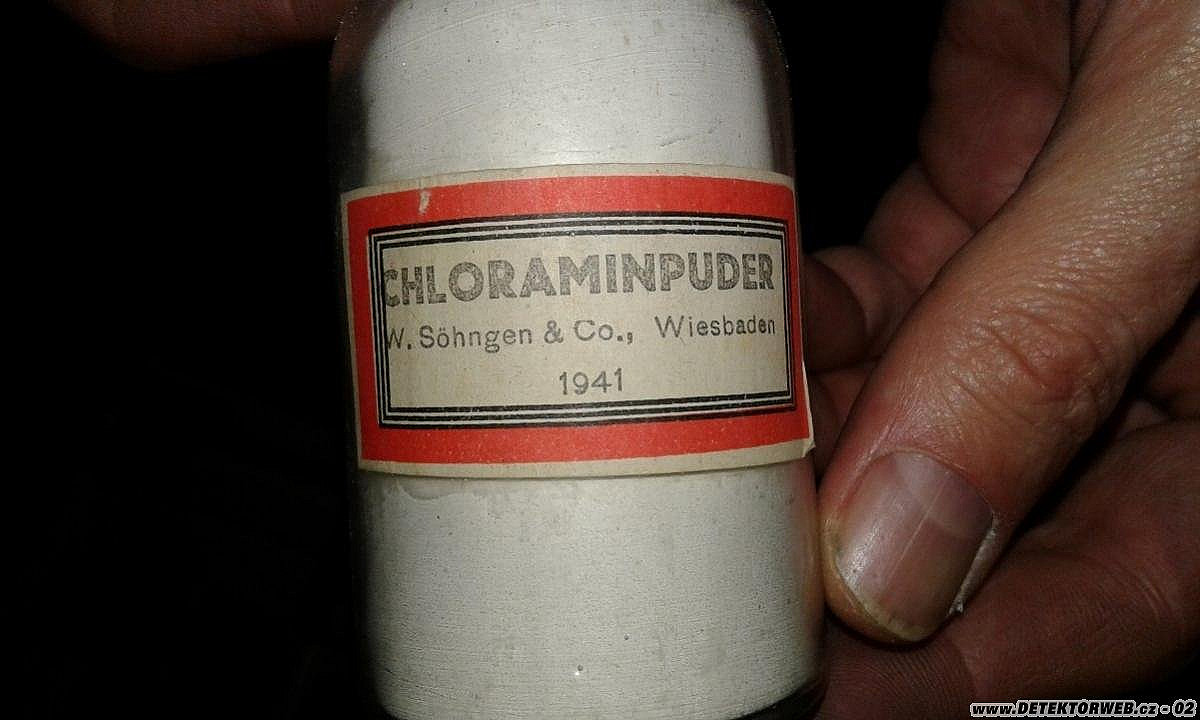 CHLORAMINPUDER
W. Söhngen & Co., Wiesbaden
1941
www.DETEKTORWEB.cz - 02